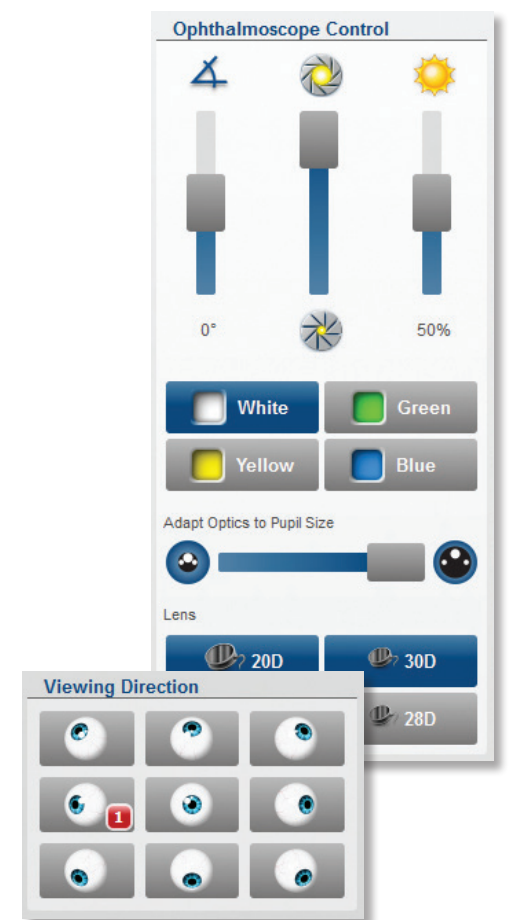 Ophthalmoscope Control
0° 50%
White Green
Yellow Blue
Adapt Optics to Pupil Size
Lens
20D 30D
28D
Viewing Direction
1